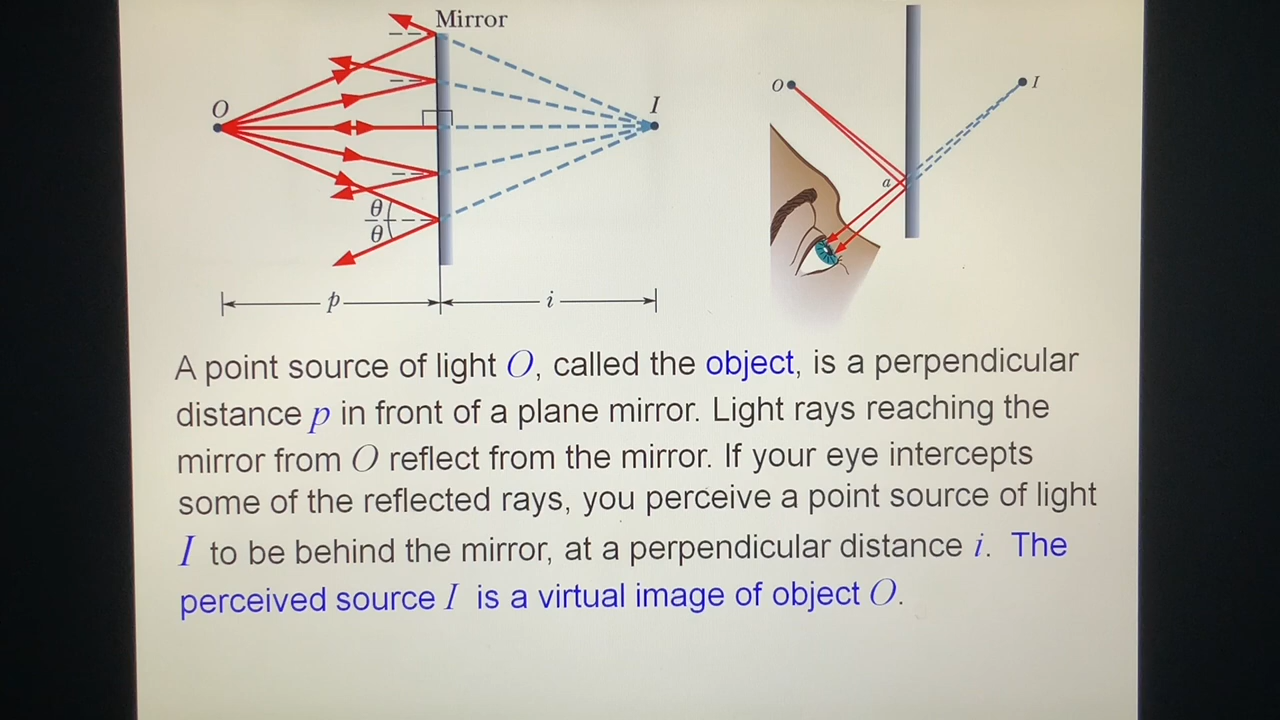 Mirror
O
I
θ
θ
p
i
O
I
a
A point source of light O, called the object, is a perpendicular
distance p in front of a plane mirror. Light rays reaching the
mirror from O reflect from the mirror. If your eye intercepts
some of the reflected rays, you perceive a point source of light
I to be behind the mirror, at a perpendicular distance i. The
perceived source I is a virtual image of object O.